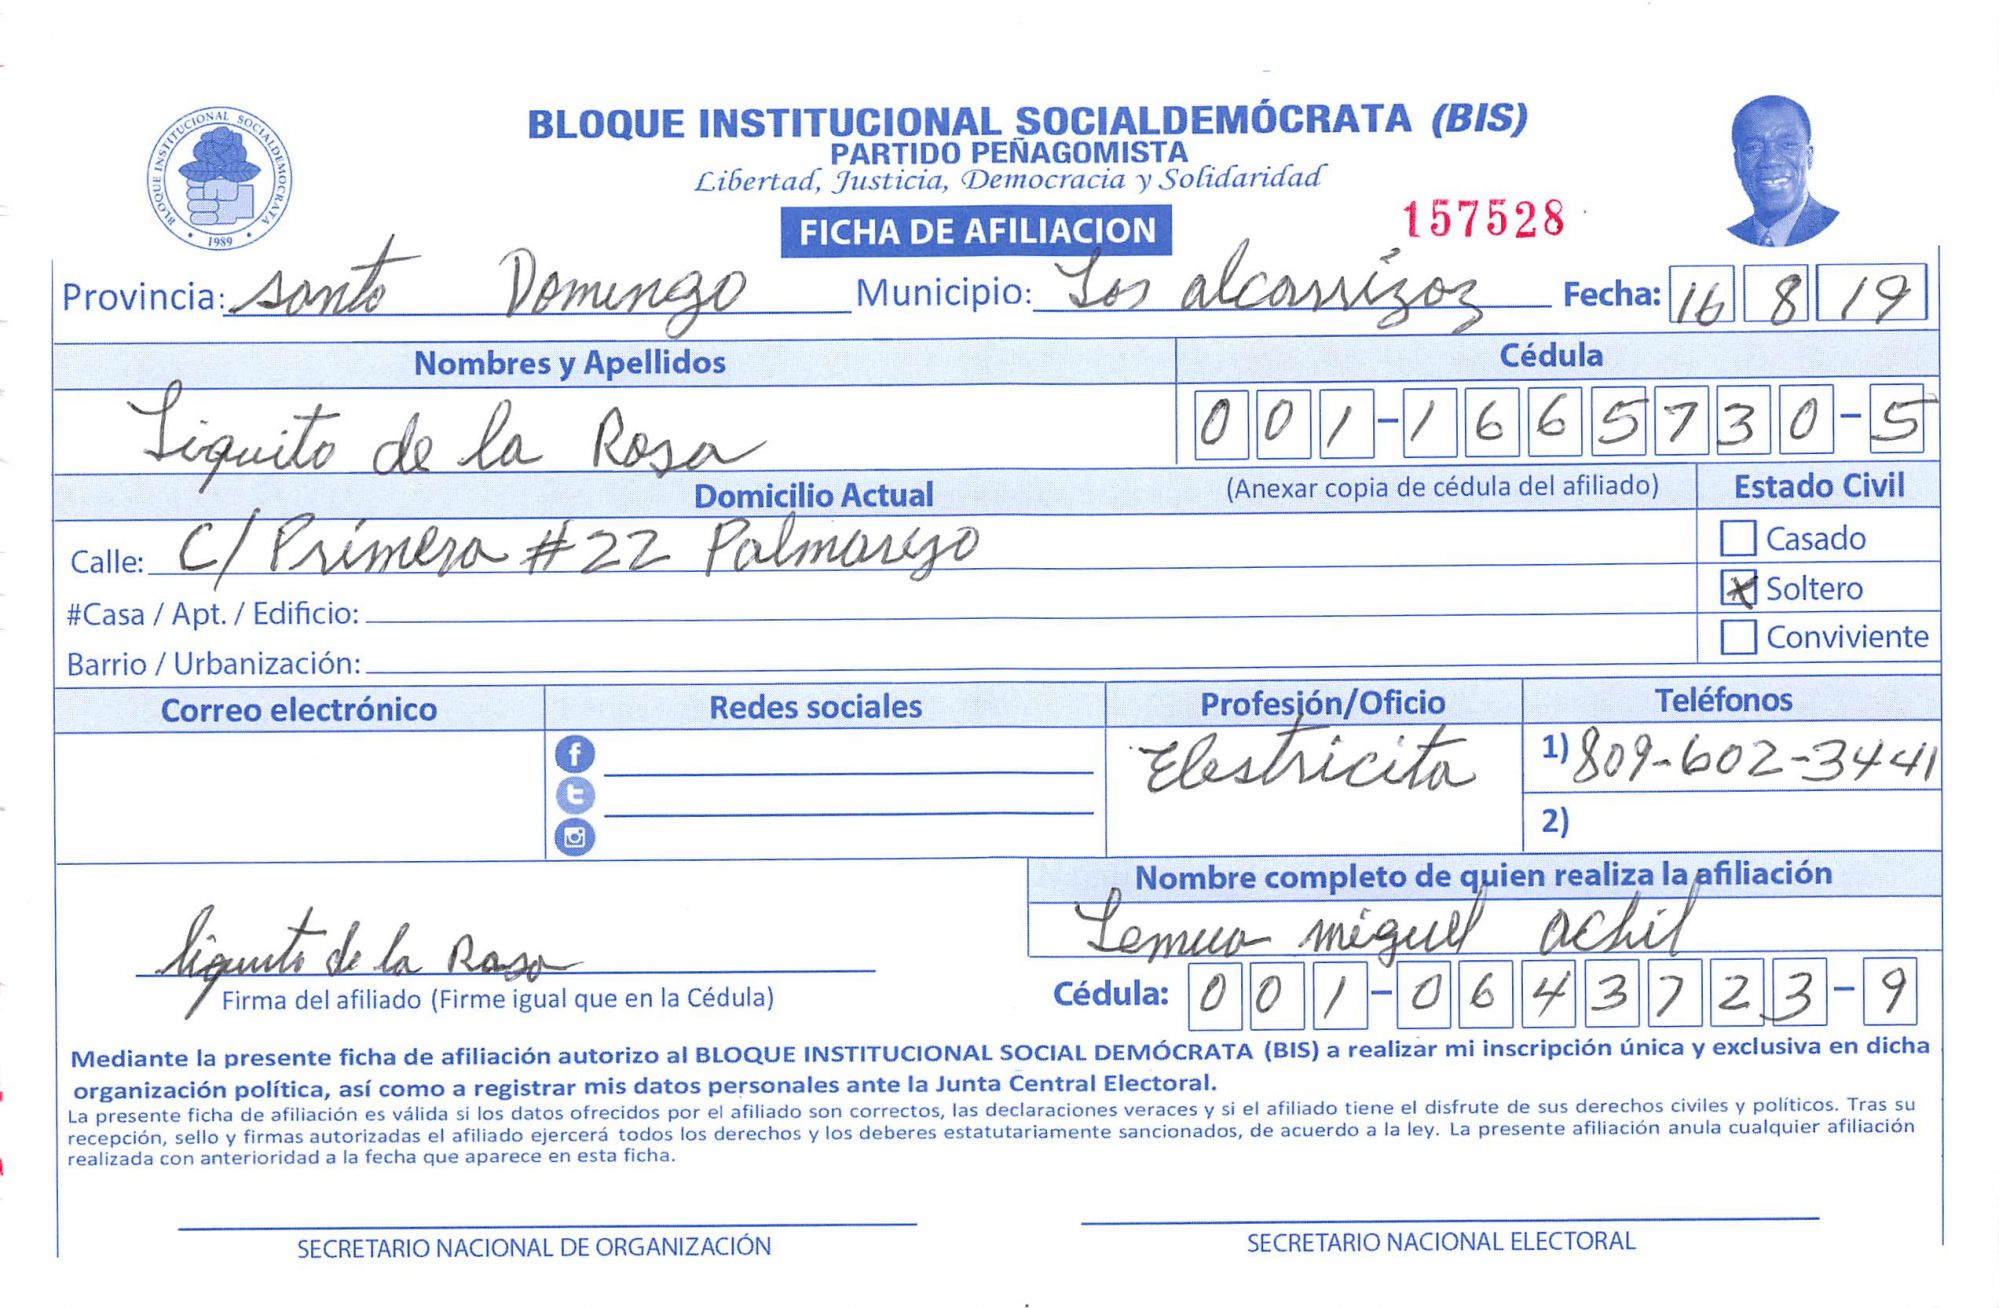 BLOQUE INSTITUCIONAL SOCIALDEMOCRATA
1989
BLOQUE INSTITUCIONAL SOCIALDEMÓCRATA (BIS)
PARTIDO PEÑAGOMISTA
Libertad, Justicia, Democracia y Solidaridad
FICHA DE AFILIACION
157528
Provincia: Santo Domingo Municipio: Los alcarrizoz Fecha: 16 8 19
Nombres y Apellidos Cédula
Liquito de la Rosa 001-1665730-5
Domicilio Actual (Anexar copia de cédula del afiliado) Estado Civil
Calle: C/ Primera #22 Palmarejo
Casado
#Casa / Apt. / Edificio:
X Soltero
Barrio / Urbanización:
Conviviente
Correo electrónico Redes sociales Profesión/Oficio Teléfonos
Elestricita 1) 809-602-3441
2)
Nombre completo de quien realiza la afiliación
miguel achil
Liquito de la Rosa
Firma del afiliado (Firme igual que en la Cédula)
Cédula: 001-0643723-9
Mediante la presente ficha de afiliación autorizo al BLOQUE INSTITUCIONAL SOCIAL DEMÓCRATA (BIS) a realizar mi inscripción única y exclusiva en dicha
organización política, así como a registrar mis datos personales ante la Junta Central Electoral.
La presente ficha de afiliación es válida si los datos ofrecidos por el afiliado son correctos, las declaraciones veraces y si el afiliado tiene el disfrute de sus derechos civiles y políticos. Tras su
recepción, sello y firmas autorizadas el afiliado ejercerá todos los derechos y los deberes estatutariamente sancionados, de acuerdo a la ley. La presente afiliación anula cualquier afiliación
realizada con anterioridad a la fecha que aparece en esta ficha.
SECRETARIO NACIONAL DE ORGANIZACIÓN SECRETARIO NACIONAL ELECTORAL